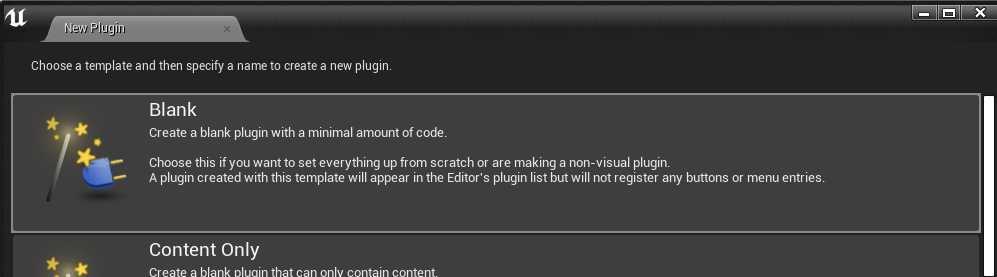 New Plugin
Choose a template and then specify a name to create a new plugin.
Blank
Create a blank plugin with a minimal amount of code.
Choose this if you want to set everything up from scratch or are making a non-visual plugin.
A plugin created with this template will appear in the Editor's plugin list but will not register any buttons or menu entries.
Content Only
Create a blank plugin that can only contain content.